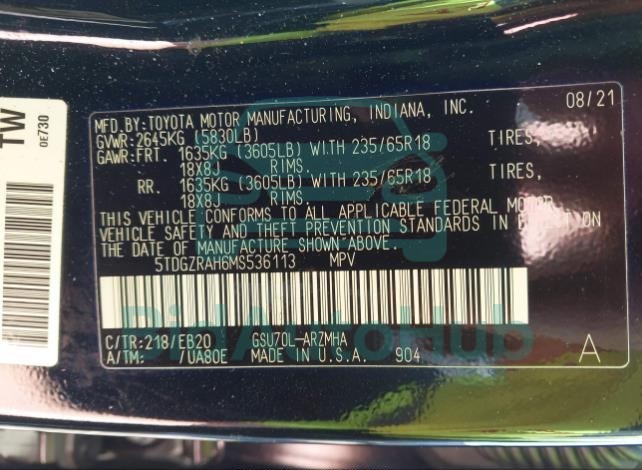 TW
0E730
MFD.BY:TOYOTA MOTOR MANUFACTURING, INDIANA, INC. 08/21
GVWR:2645KG (5830LB)
GAWR:FRT. 1635KG (3605LB) WITH 235/65R18 TIRES,
18X8J RIMS.
RR. 1635KG (3605LB) WITH 235/65R18 TIRES,
18X8J RIMS.
THIS VEHICLE CONFORMS TO ALL APPLICABLE FEDERAL MOTOR
VEHICLE SAFETY AND THEFT PREVENTION STANDARDS IN EFFECT ON
THE DATE OF MANUFACTURE SHOWN ABOVE.
5TDGZRAH6MS536113 MPV
C/TR:218/EB20 GSU70L-ARZMHA
A/TM: /UA80E MADE IN U.S.A. 904 A
BidAutoHub